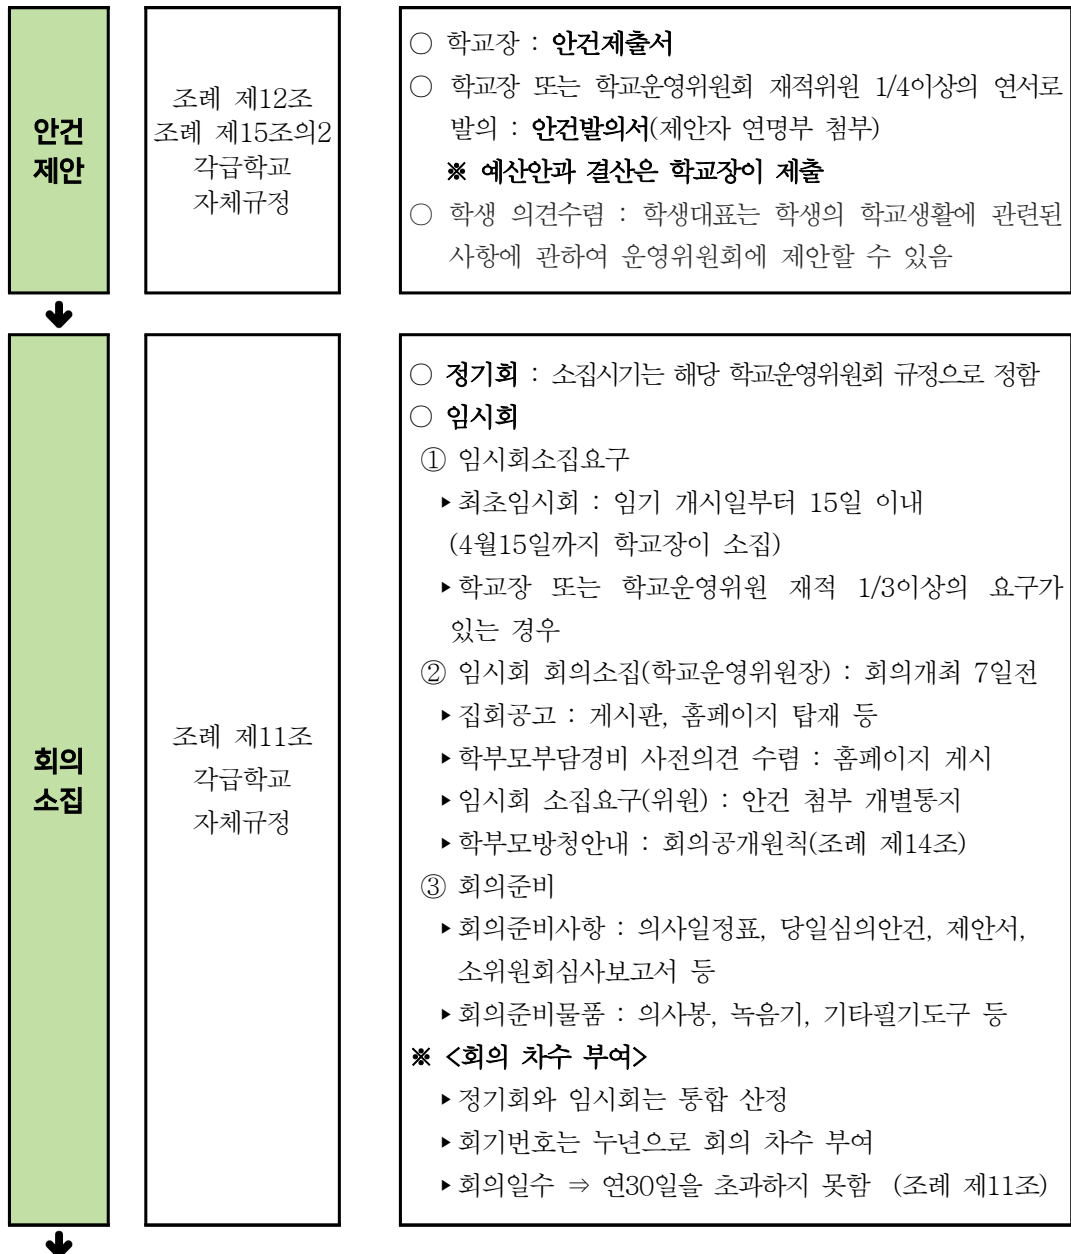 안건
제안
조례 제12조
조례 제15조의2
각급학교
자체규정
○ 학교장 : 안건제출서
○ 학교장 또는 학교운영위원회 재적위원 1/4이상의 연서로
발의 : 안건발의서(제안자 연명부 첨부)
※ 예산안과 결산은 학교장이 제출
○ 학생 의견수렴 : 학생대표는 학생의 학교생활에 관련된
사항에 관하여 운영위원회에 제안할 수 있음
🡻
회의
소집
조례 제11조
각급학교
자체규정
○ 정기회 : 소집시기는 해당 학교운영위원회 규정으로 정함
○ 임시회
① 임시회소집요구
▸최초임시회 : 임기 개시일부터 15일 이내
(4월15일까지 학교장이 소집)
▸학교장 또는 학교운영위원 재적 1/3이상의 요구가
있는 경우
② 임시회 회의소집(학교운영위원장) : 회의개최 7일전
▸집회공고 : 게시판, 홈페이지 탑재 등
▸학부모부담경비 사전의견 수렴 : 홈페이지 게시
▸임시회 소집요구(위원) : 안건 첨부 개별통지
▸학부모방청안내 : 회의공개원칙(조례 제14조)
③ 회의준비
▸회의준비사항 : 의사일정표, 당일심의안건, 제안서,
소위원회심사보고서 등
▸회의준비물품 : 의사봉, 녹음기, 기타필기도구 등
※ <회의 차수 부여>
▸정기회와 임시회는 통합 산정
▸회기번호는 누년으로 회의 차수 부여
▸회의일수 ⇒ 연30일을 초과하지 못함 (조례 제11조)
🡻